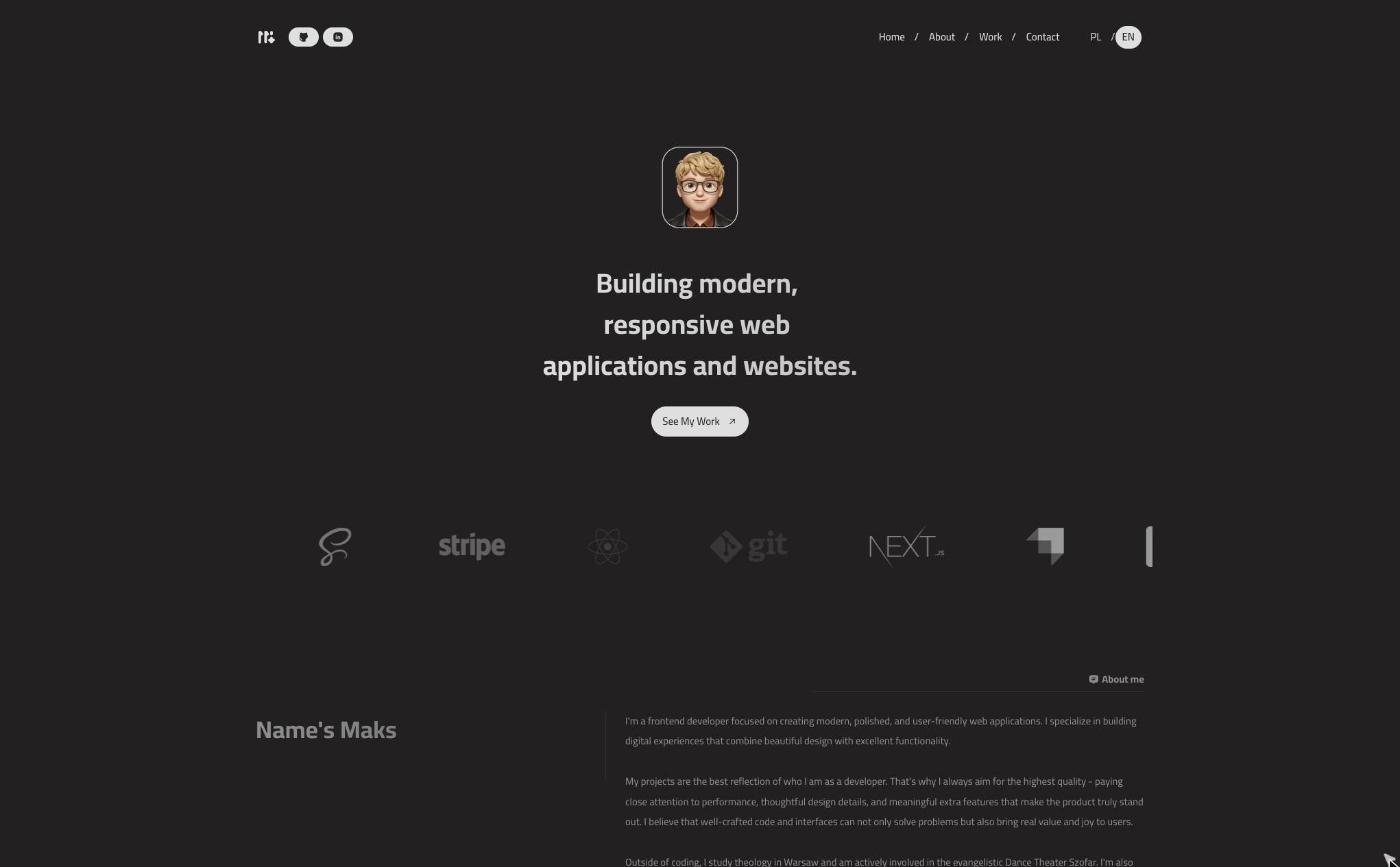 in
Home / About / Work / Contact PL / EN
Building modern,
responsive web
applications and websites.
See My Work
stripe
git
NEXT.JS
About me
Name's Maks
I'm a frontend developer focused on creating modern, polished, and user-friendly web applications. I specialize in building
digital experiences that combine beautiful design with excellent functionality.
My projects are the best reflection of who I am as a developer. That's why I always aim for the highest quality - paying
close attention to performance, thoughtful design details, and meaningful extra features that make the product truly stand
out. I believe that well-crafted code and interfaces can not only solve problems but also bring real value and joy to users.
Outside of coding, I study theology in Warsaw and am actively involved in the evangelistic Dance Theater Szofar. I'm also